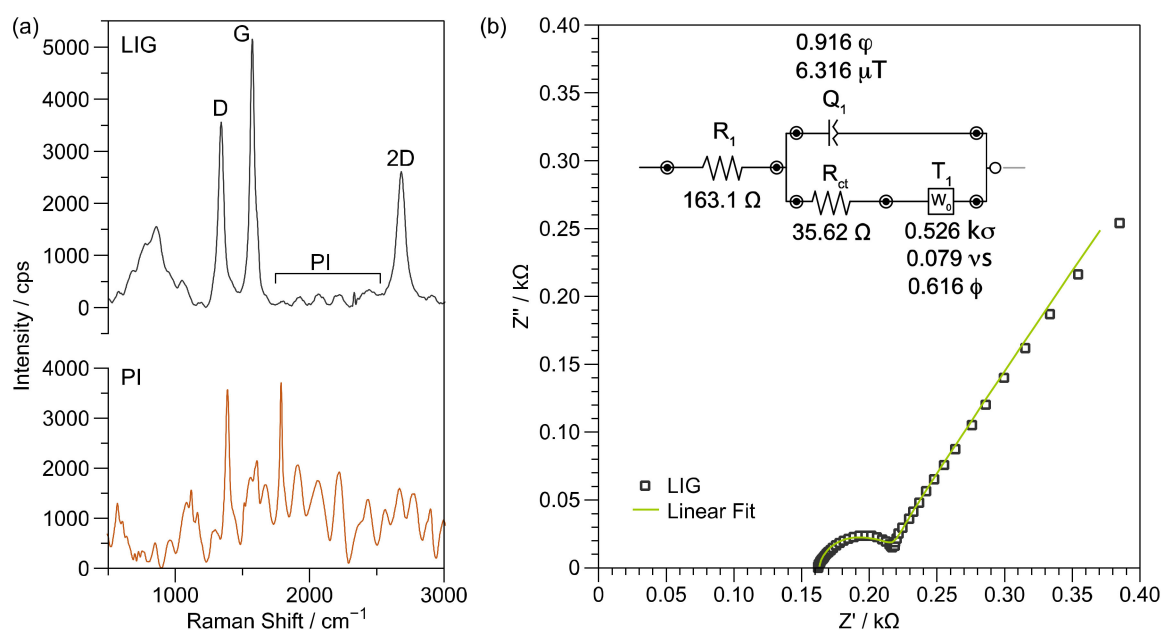 (a)
LIG
D
G
2D
PI
5000
4000
3000
2000
1000
0
PI
4000
3000
2000
1000
0
1000
2000
3000
Intensity / cps
Raman Shift / cm⁻¹
(b)
0.40
0.35
0.30
0.25
0.20
0.15
0.10
0.05
0
0
0.05
0.10
0.15
0.20
0.25
0.30
0.35
0.40
Z'' / kΩ
Z' / kΩ
0.916 φ
6.316 μT
Q₁
R₁
163.1 Ω
R_ct
35.62 Ω
T₁
W₀
0.526 kσ
0.079 νs
0.616 ϕ
LIG
Linear Fit